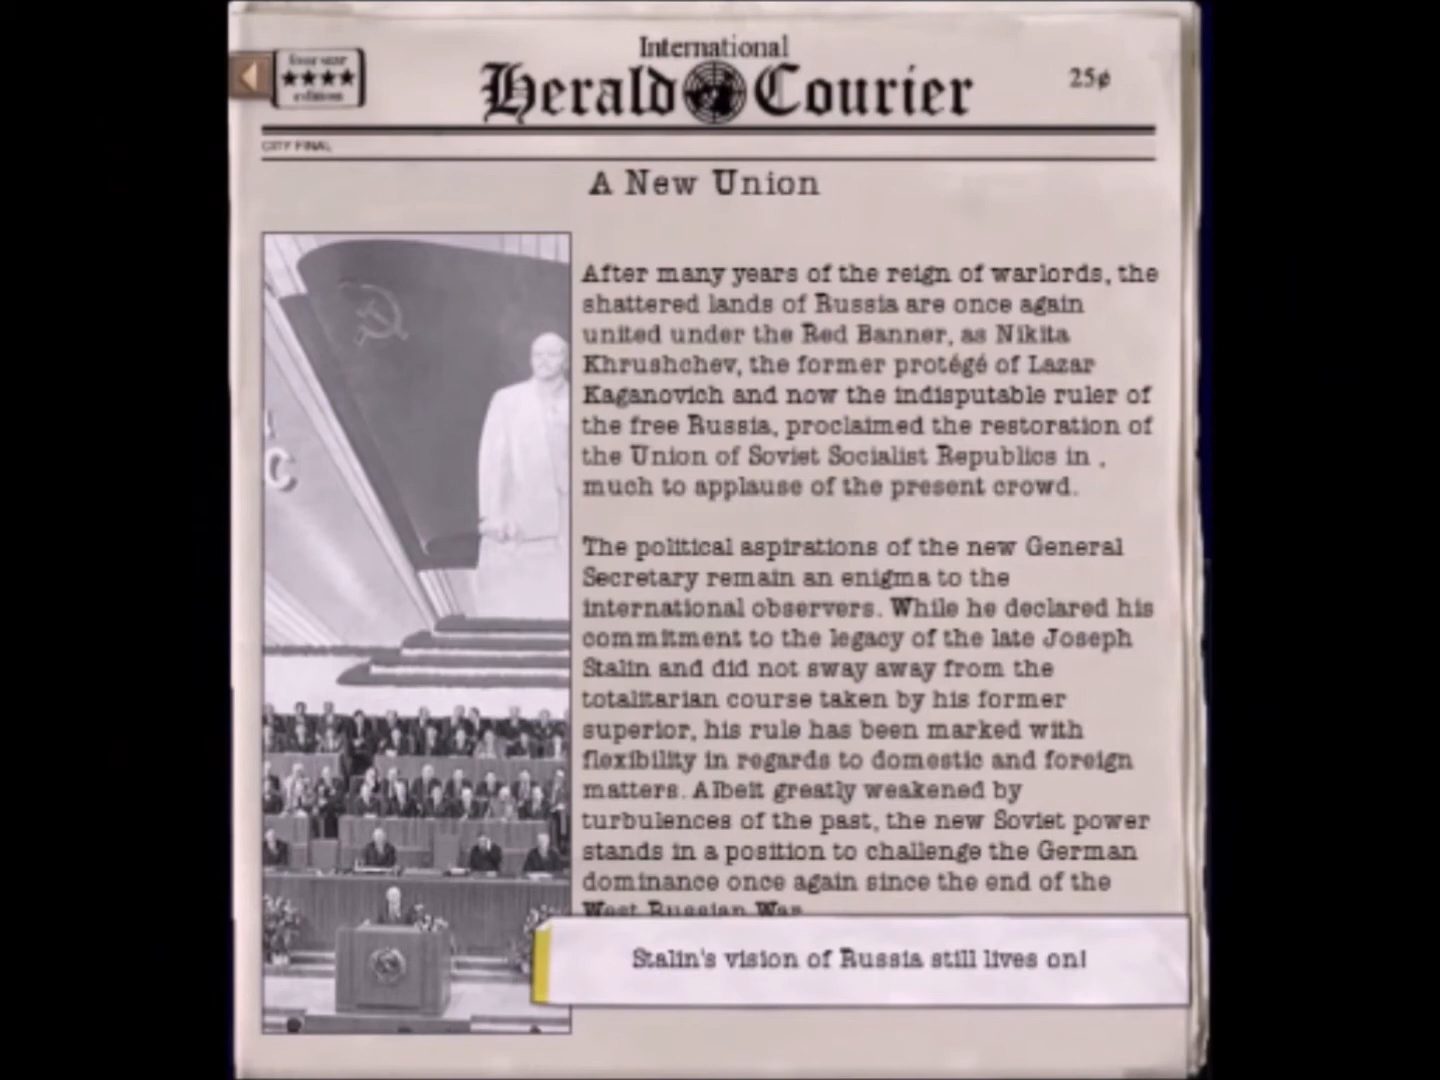 four star
★★★★
edition
International
Herald Courier
25¢
CITY FINAL
A New Union
After many years of the reign of warlords, the
shattered lands of Russia are once again
united under the Red Banner, as Nikita
Khrushchev, the former protégé of Lazar
Kaganovich and now the indisputable ruler of
the free Russia, proclaimed the restoration of
the Union of Soviet Socialist Republics in .
much to applause of the present crowd.
The political aspirations of the new General
Secretary remain an enigma to the
international observers. While he declared his
commitment to the legacy of the late Joseph
Stalin and did not sway away from the
totalitarian course taken by his former
superior, his rule has been marked with
flexibility in regards to domestic and foreign
matters. Albeit greatly weakened by
turbulences of the past, the new Soviet power
stands in a position to challenge the German
dominance once again since the end of the
West Russian War.
Stalin's vision of Russia still lives on!
С